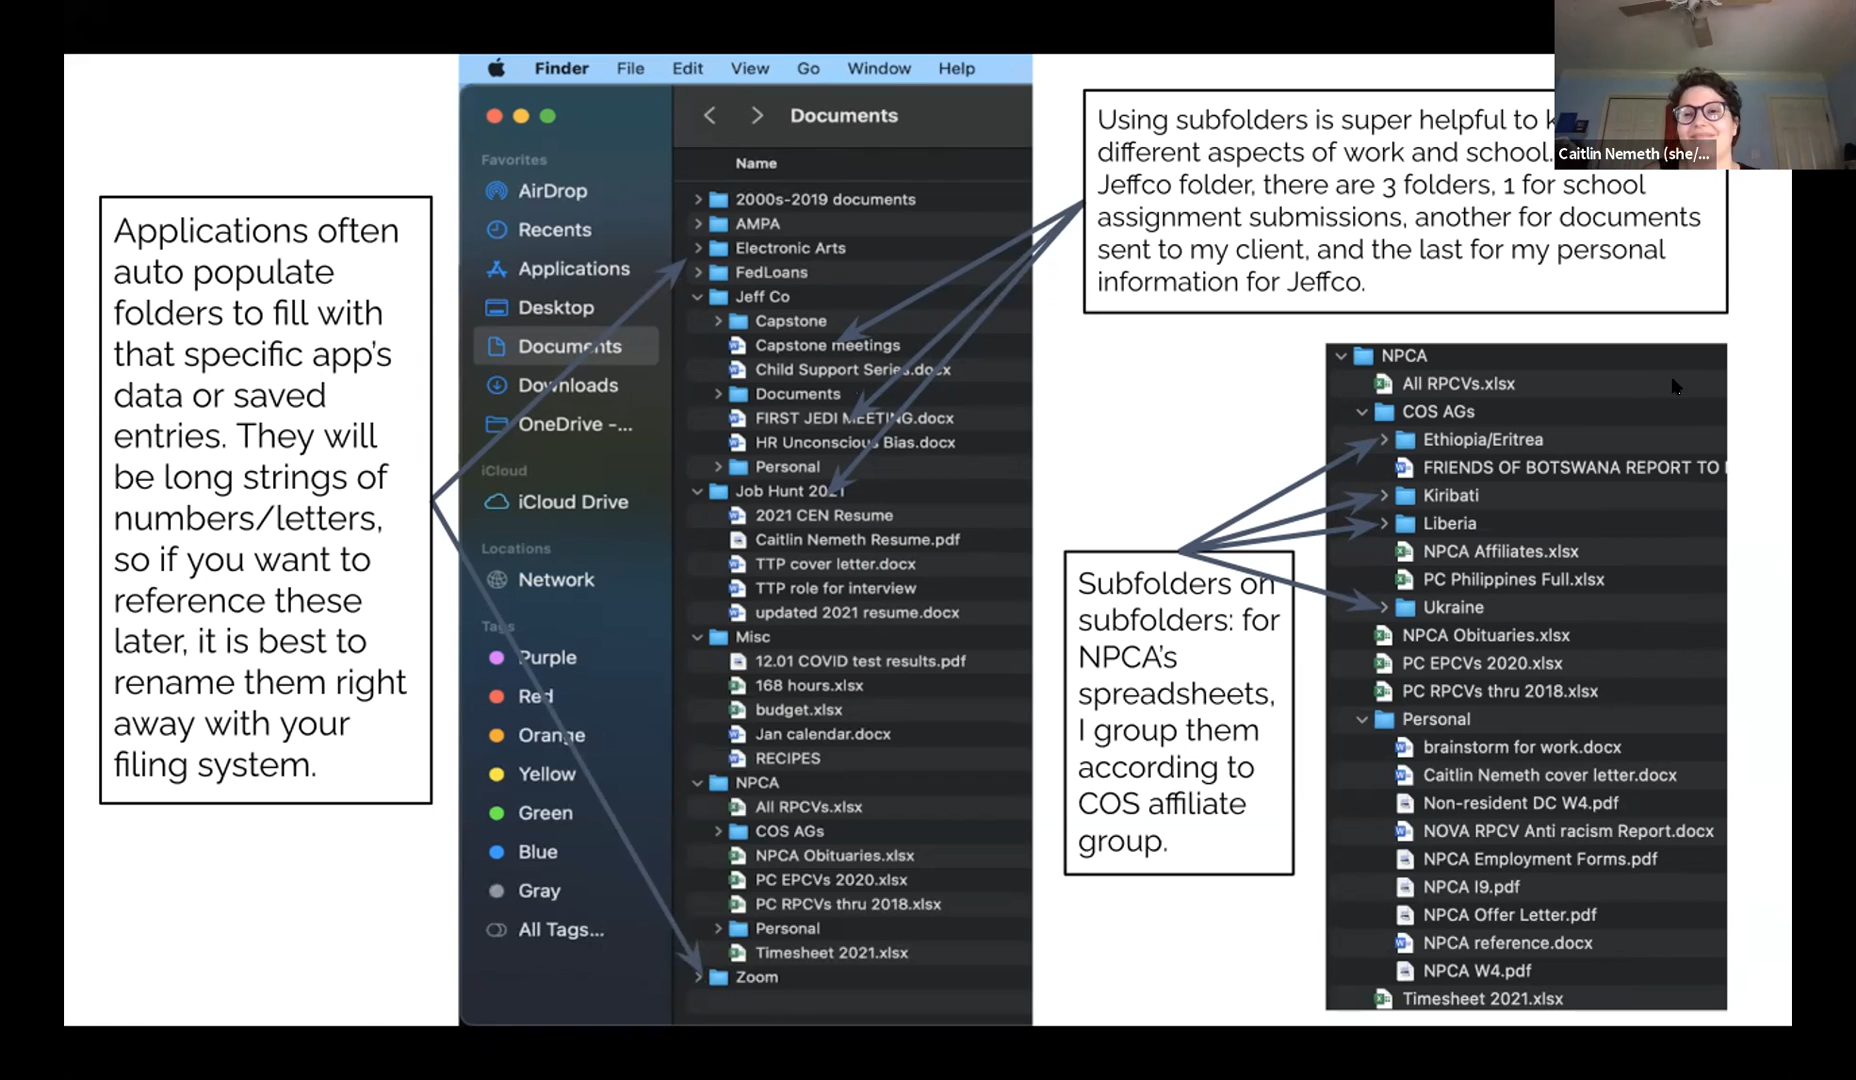 Finder File Edit View Go Window Help
Documents
Name
Favorites
AirDrop
Recents
Applications
Desktop
Documents
Downloads
OneDrive -...
iCloud
iCloud Drive
Locations
Network
Tags
Purple
Red
Orange
Yellow
Green
Blue
Gray
All Tags...
Applications often
auto populate
folders to fill with
that specific app's
data or saved
entries. They will
be long strings of
numbers/letters,
so if you want to
reference these
later, it is best to
rename them right
away with your
filing system.
2000s-2019 documents
AMPA
Electronic Arts
FedLoans
Jeff Co
Capstone
Capstone meetings
Child Support Series.docx
Documents
FIRST JEDI MEETING.docx
HR Unconscious Bias.docx
Personal
Job Hunt 2021
2021 CEN Resume
Caitlin Nemeth Resume.pdf
TTP cover letter.docx
TTP role for interview
updated 2021 resume.docx
Misc
12.01 COVID test results.pdf
168 hours.xlsx
budget.xlsx
Jan calendar.docx
RECIPES
NPCA
All RPCVs.xlsx
COS AGs
NPCA Obituaries.xlsx
PC EPCVs 2020.xlsx
PC RPCVs thru 2018.xlsx
Personal
Timesheet 2021.xlsx
Zoom
Using subfolders is super helpful to
different aspects of work and school.
Jeffco folder, there are 3 folders, 1 for school
assignment submissions, another for documents
sent to my client, and the last for my personal
information for Jeffco.
Caitlin Nemeth (she/...
Subfolders on
subfolders: for
NPCA's
spreadsheets,
I group them
according to
COS affiliate
group.
NPCA
All RPCVs.xlsx
COS AGs
Ethiopia/Eritrea
FRIENDS OF BOTSWANA REPORT TO
Kiribati
Liberia
NPCA Affiliates.xlsx
PC Philippines Full.xlsx
Ukraine
NPCA Obituaries.xlsx
PC EPCVs 2020.xlsx
PC RPCVs thru 2018.xlsx
Personal
brainstorm for work.docx
Caitlin Nemeth cover letter.docx
Non-resident DC W4.pdf
NOVA RPCV Anti racism Report.docx
NPCA Employment Forms.pdf
NPCA I9.pdf
NPCA Offer Letter.pdf
NPCA reference.docx
NPCA W4.pdf
Timesheet 2021.xlsx